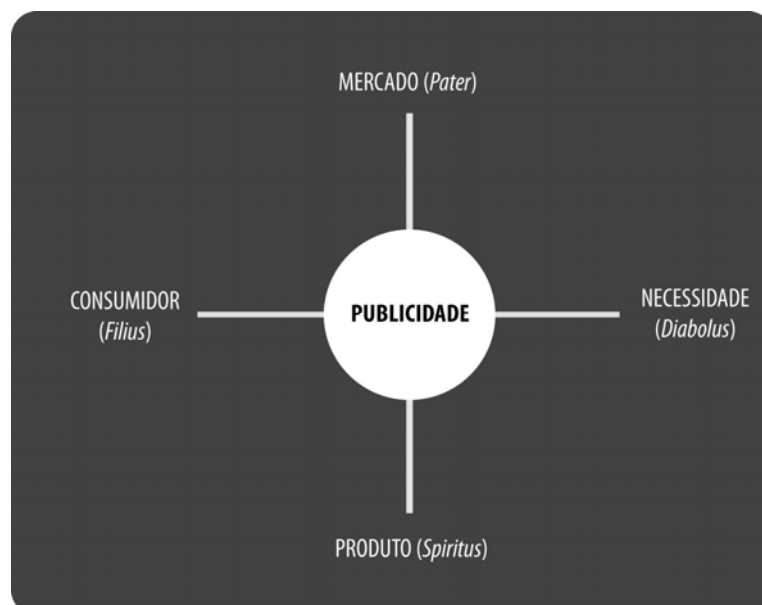 MERCADO (Pater)
CONSUMIDOR
(Filius)
PUBLICIDADE
NECESSIDADE
(Diabolus)
PRODUTO (Spiritus)